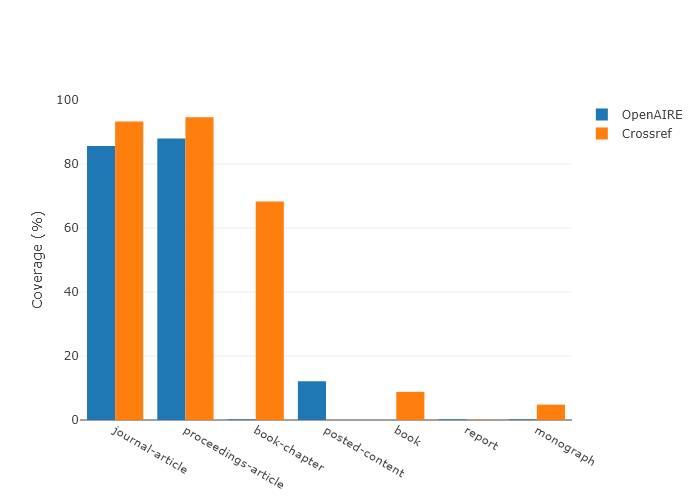 OpenAIRE
Crossref
Coverage (%)
100
80
60
40
20
0
journal-article
proceedings-article
book-chapter
posted-content
book
report
monograph